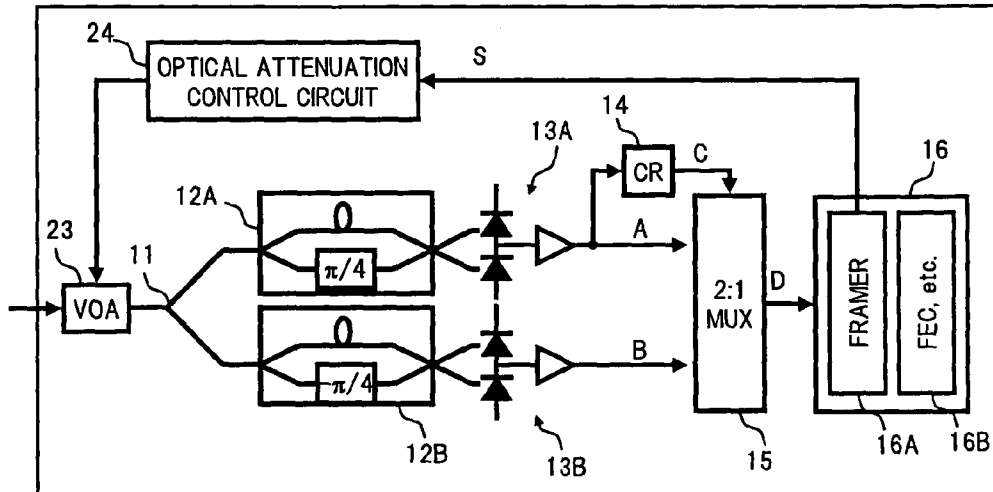 24
OPTICAL ATTENUATION
CONTROL CIRCUIT
S
14
13A
CR
C
16
12A
23
11
π/4
A
VOA
2:1
MUX
D
FRAMER
FEC, etc.
B
-π/4
12B
13B
15
16A
16B